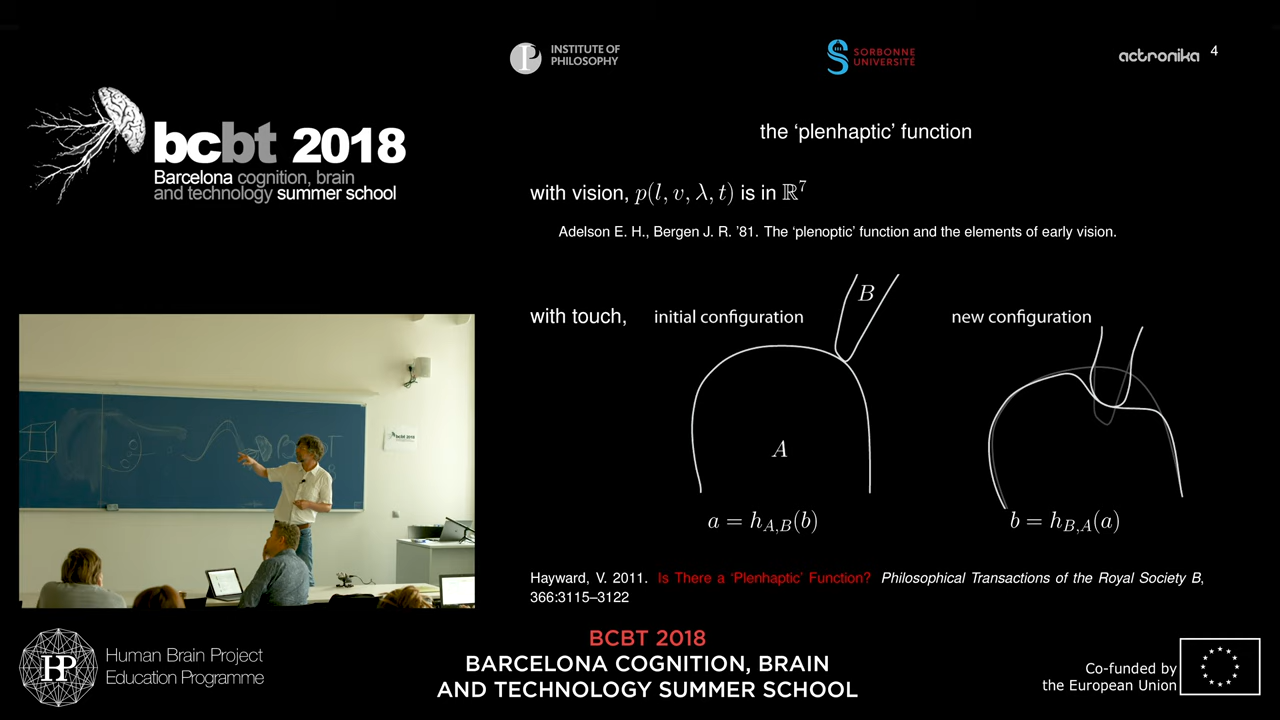 INSTITUTE OF
PHILOSOPHY
SORBONNE
UNIVERSITÉ
actronika
4
bcbt 2018
Barcelona cognition, brain
and technology summer school
the ‘plenhaptic’ function
with vision, p(l, v, λ, t) is in ℝ⁷
Adelson E. H., Bergen J. R. ’81. The ‘plenoptic’ function and the elements of early vision.
with touch,
initial configuration
B
new configuration
A
a = h_{A,B}(b)
b = h_{B,A}(a)
Hayward, V. 2011. Is There a ‘Plenhaptic’ Function? Philosophical Transactions of the Royal Society B,
366:3115–3122
HP
Human Brain Project
Education Programme
BCBT 2018
BARCELONA COGNITION, BRAIN
AND TECHNOLOGY SUMMER SCHOOL
Co-funded by
the European Union